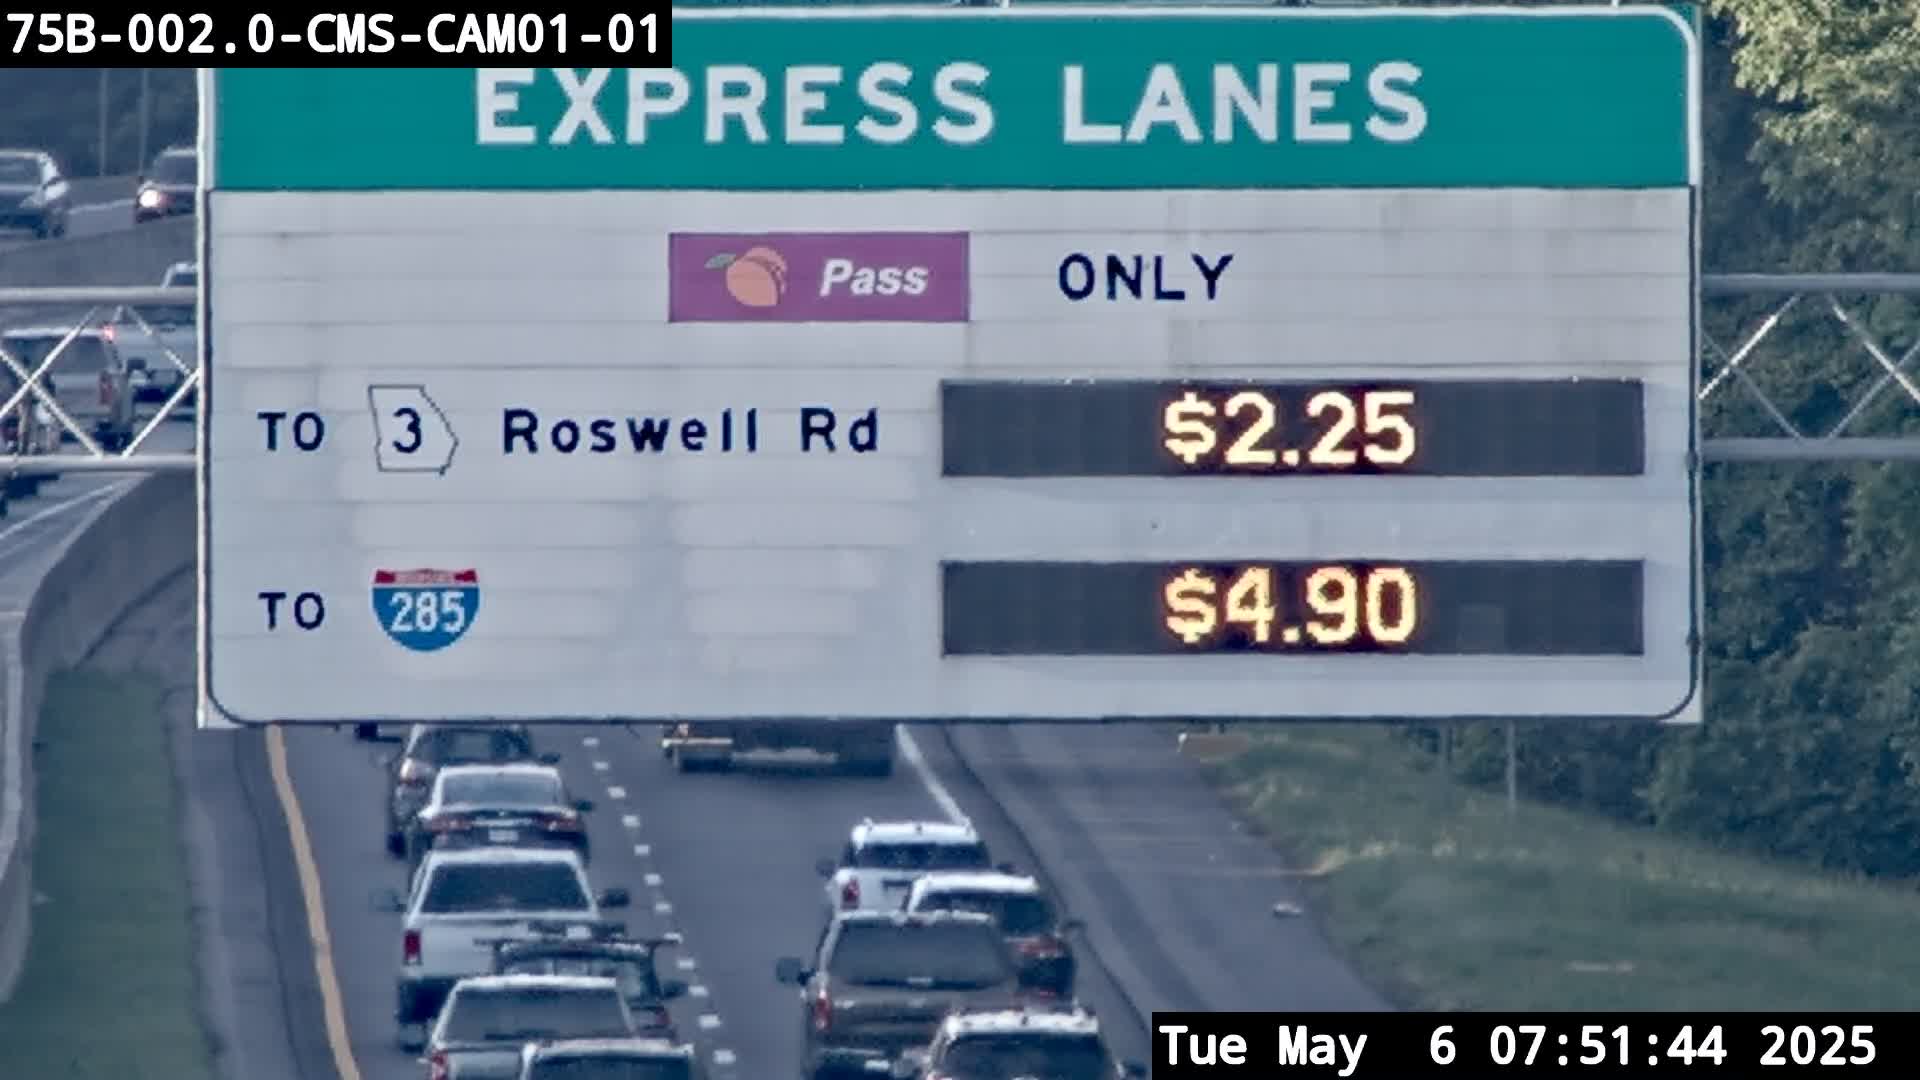 75B-002.0-CMS-CAM01-01
EXPRESS LANES
Pass ONLY
TO 3 Roswell Rd $2.25
TO 285 $4.90
Tue May 6 07:51:44 2025